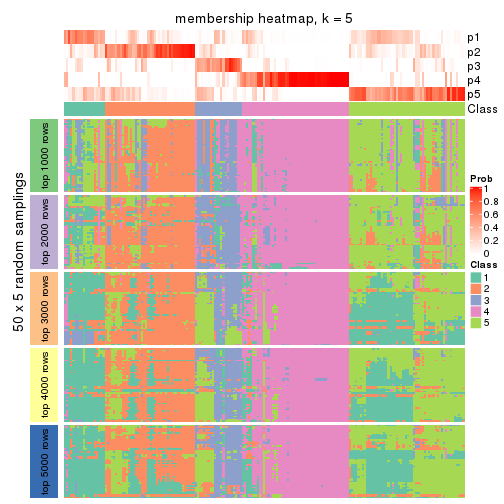 membership heatmap, k = 5
p1
p2
p3
p4
p5
Class
50 x 5 random samplings
top 1000 rows
top 2000 rows
top 3000 rows
top 4000 rows
top 5000 rows
Prob
1
0.8
0.6
0.4
0.2
0
Class
1
2
3
4
5